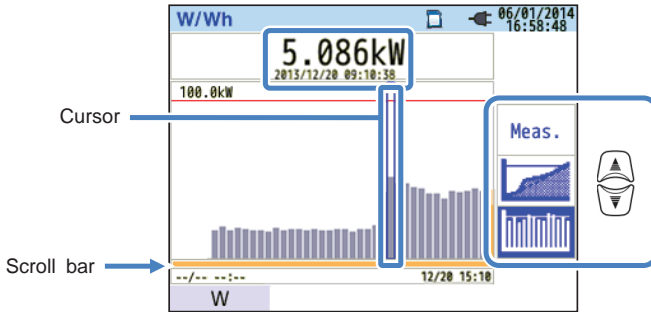 W/Wh
06/01/2014
16:58:48
5.086kW
2013/12/20 09:10:38
100.0kW
Cursor
Meas.
Scroll bar
--/-- --:--
12/20 15:10
W